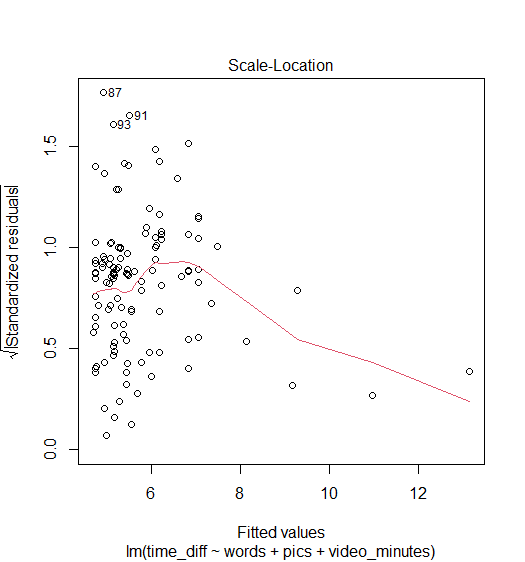 Scale-Location
87
91
93
√|Standardized residuals|
0.0
0.5
1.0
1.5
6
8
10
12
Fitted values
lm(time_diff ~ words + pics + video_minutes)